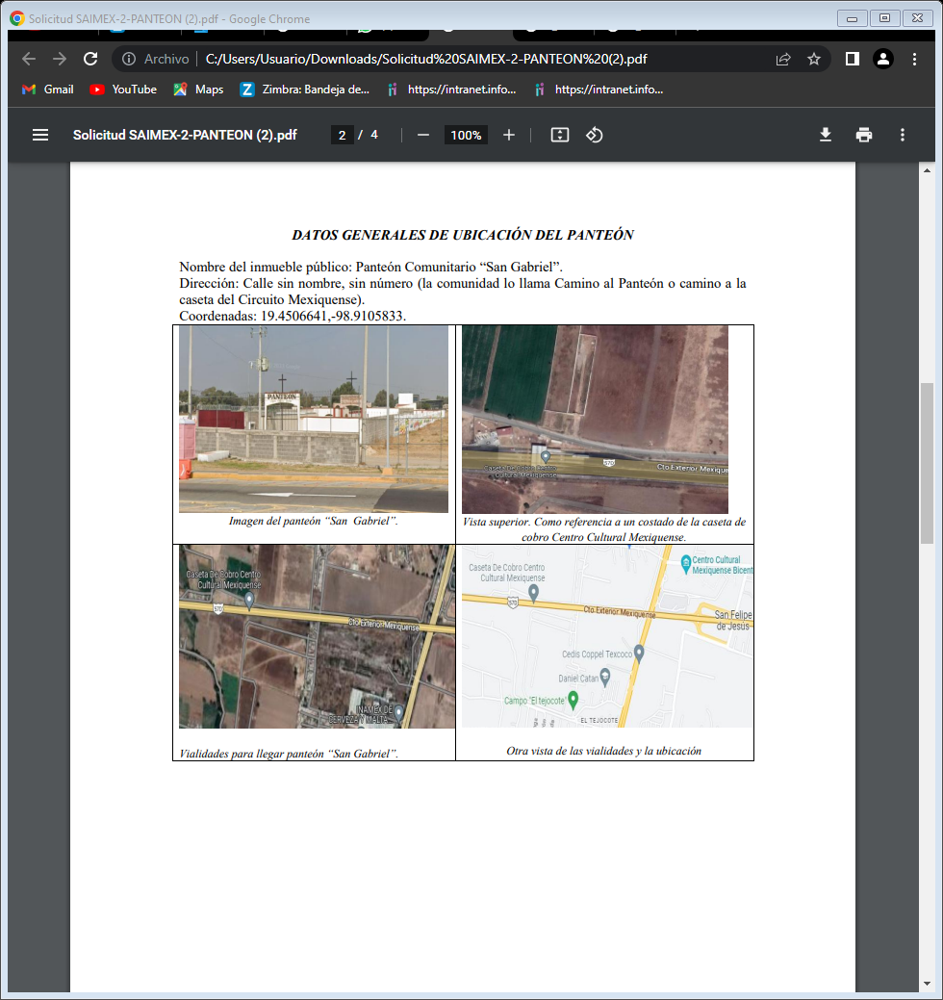 Solicitud SAIMEX-2-PANTEON (2).pdf - Google Chrome
Archivo C:/Users/Usuario/Downloads/Solicitud%20SAIMEX-2-PANTEON%20(2).pdf
Gmail YouTube Maps Zimbra: Bandeja de... https://intranet.info... https://intranet.info...
Solicitud SAIMEX-2-PANTEON (2).pdf 2 / 4 100%
DATOS GENERALES DE UBICACIÓN DEL PANTEÓN
Nombre del inmueble público: Panteón Comunitario “San Gabriel”.
Dirección: Calle sin nombre, sin número (la comunidad lo llama Camino al Panteón o camino a la
caseta del Circuito Mexiquense).
Coordenadas: 19.4506641,-98.9105833.
PANTEON
Caseta De Cobro Centro
Cultural Mexiquense
57D
Cto Exterior Mexique
Imagen del panteón “San Gabriel”.
Vista superior. Como referencia a un costado de la caseta de
cobro Centro Cultural Mexiquense.
Caseta De Cobro Centro
Cultural Mexiquense
57D
Cto Exterior Mexiquense
INAMEX DE
CERVEZA Y MALTA
Caseta De Cobro Centro
Cultural Mexiquense
57D
Cto Exterior Mexiquense
Centro Cultural
Mexiquense Bicent
San Felipe
de Jesús
Cedis Coppel Texcoco
Daniel Catan
Campo "El tejocote"
EL TEJOCOTE
Vialidades para llegar panteón “San Gabriel”.
Otra vista de las vialidades y la ubicación